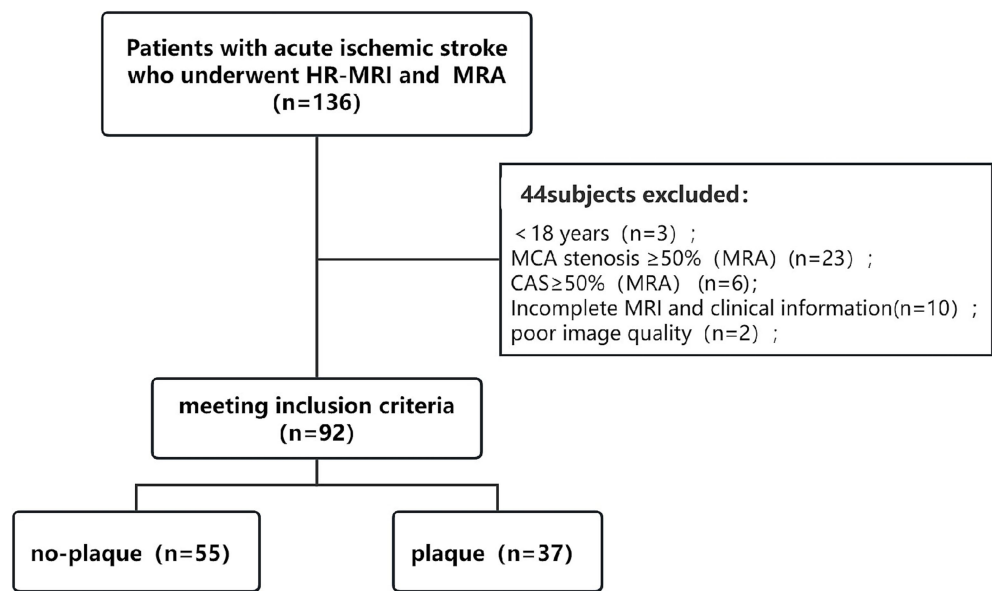 Patients with acute ischemic stroke
who underwent HR-MRI and MRA
(n=136)
44subjects excluded：
<18 years（n=3）；
MCA stenosis ≥50%（MRA）(n=23）;
CAS≥50%（MRA） (n=6);
Incomplete MRI and clinical information(n=10）;
poor image quality（n=2）;
meeting inclusion criteria
(n=92)
no-plaque（n=55)
plaque（n=37)